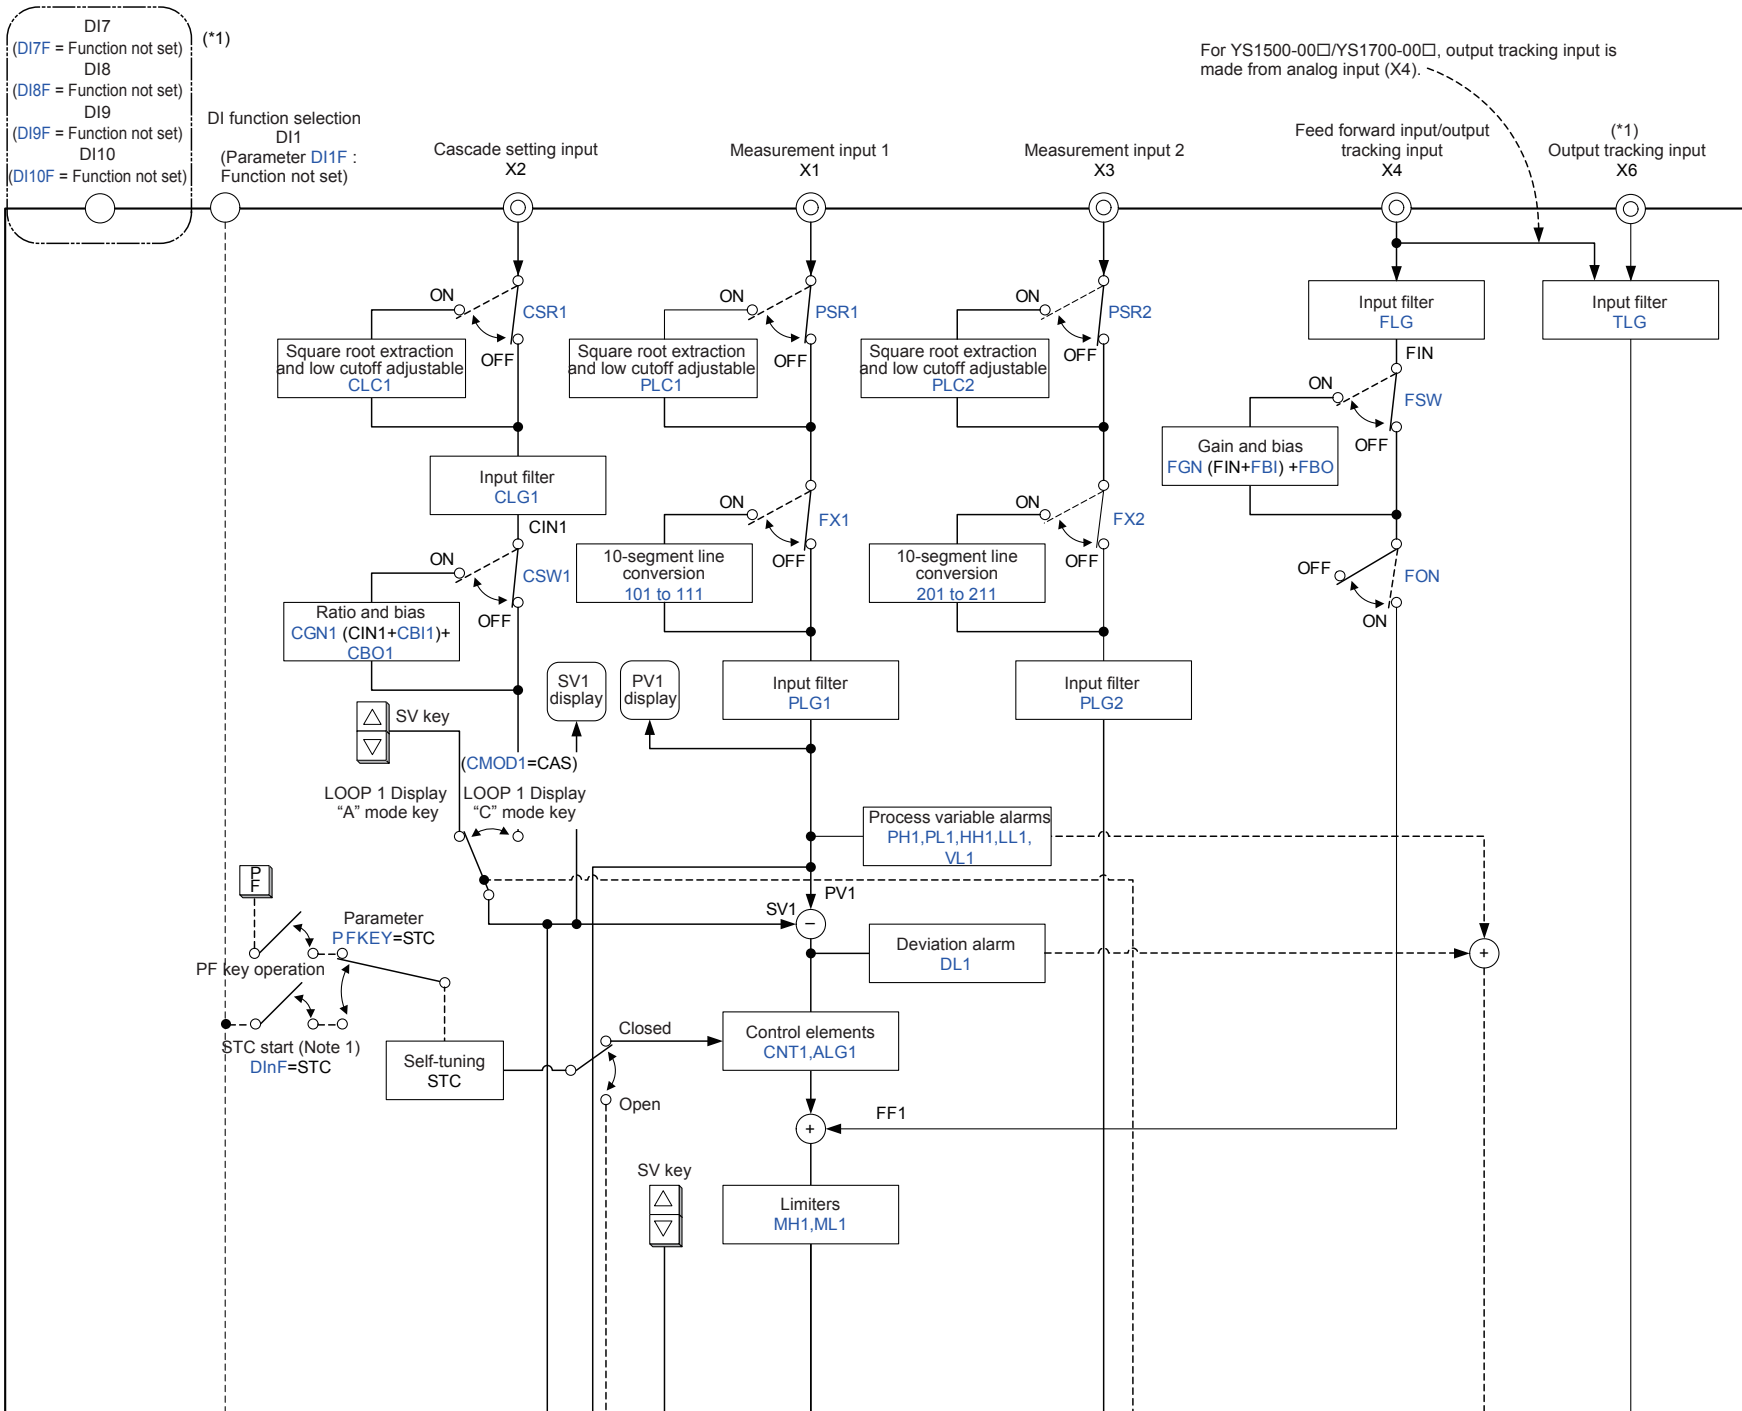 DI7
(DI7F = Function not set)
DI8
(DI8F = Function not set)
DI9
(DI9F = Function not set)
DI10
(DI10F = Function not set)
(*1)
DI function selection
DI1
(Parameter DI1F :
Function not set)
Cascade setting input
X2
Measurement input 1
X1
Measurement input 2
X3
For YS1500-00□/YS1700-00□, output tracking input is
made from analog input (X4).
Feed forward input/output
tracking input
X4
(*1)
Output tracking input
X6
ON
CSR1
OFF
Square root extraction
and low cutoff adjustable
CLC1
ON
PSR1
OFF
Square root extraction
and low cutoff adjustable
PLC1
ON
PSR2
OFF
Square root extraction
and low cutoff adjustable
PLC2
Input filter
FLG
Input filter
TLG
FIN
ON
FSW
OFF
Gain and bias
FGN (FIN+FBI) +FBO
Input filter
CLG1
CIN1
ON
CSW1
OFF
Ratio and bias
CGN1 (CIN1+CBI1)+
CBO1
ON
FX1
OFF
10-segment line
conversion
101 to 111
ON
FX2
OFF
10-segment line
conversion
201 to 211
OFF
FON
ON
SV1
display
PV1
display
Input filter
PLG1
Input filter
PLG2
SV key
(CMOD1=CAS)
LOOP 1 Display
“A” mode key
LOOP 1 Display
“C” mode key
Process variable alarms
PH1,PL1,HH1,LL1,
VL1
P
F
PV1
SV1
−
Parameter
PFKEY=STC
PF key operation
Deviation alarm
DL1
+
STC start (Note 1)
DInF=STC
Self-tuning
STC
Closed
Open
Control elements
CNT1,ALG1
FF1
+
SV key
Limiters
MH1,ML1